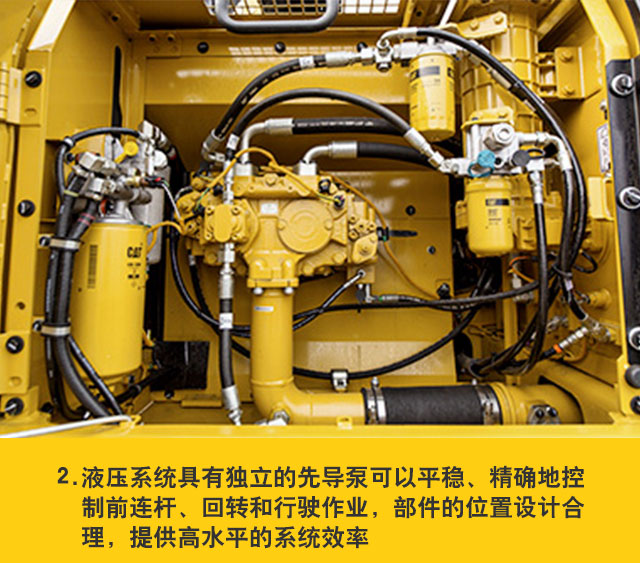 CAT
2.液压系统具有独立的先导泵可以平稳、精确地控
制前连杆、回转和行驶作业，部件的位置设计合
理，提供高水平的系统效率